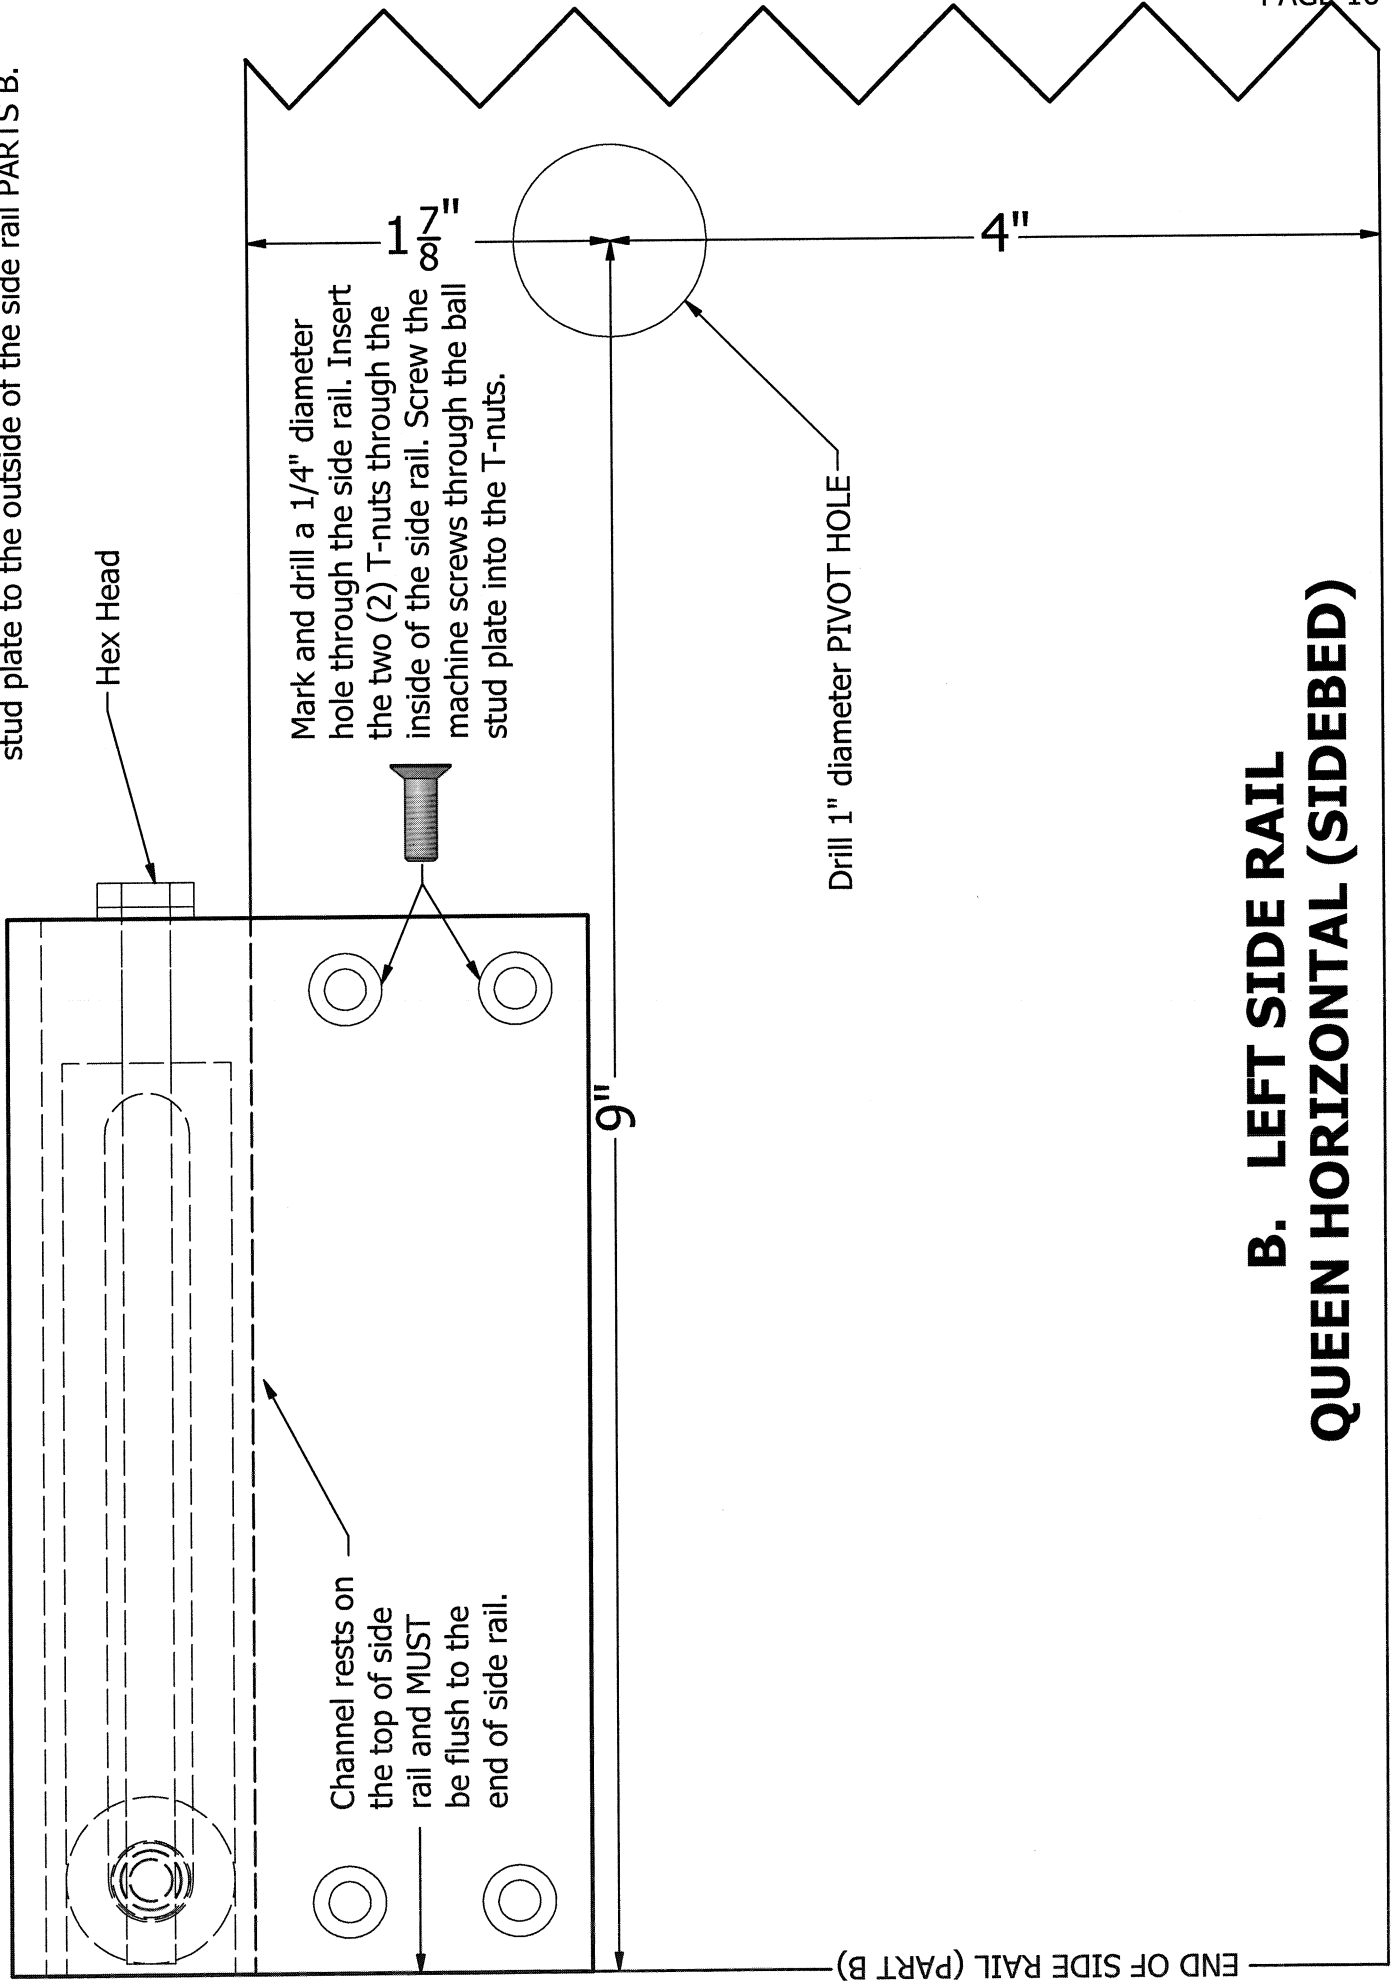 PAGE 10
stud plate to the outside of the side rail PARTS B.
Hex Head
Mark and drill a 1/4" diameter
hole through the side rail. Insert
the two (2) T-nuts through the
inside of the side rail. Screw the
machine screws through the ball
stud plate into the T-nuts.
1 7/8"
4"
9"
Drill 1" diameter PIVOT HOLE
Channel rests on
the top of side
rail and MUST
be flush to the
end of side rail.
END OF SIDE RAIL (PART B)
B. LEFT SIDE RAIL
QUEEN HORIZONTAL (SIDEBED)